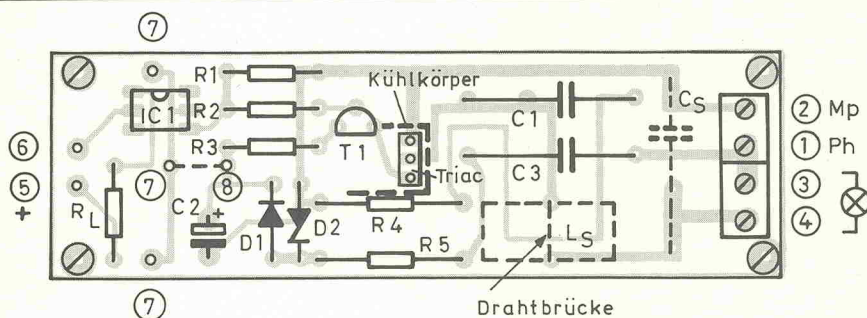 ⑦
R1
Kühlkörper
IC1
R2
C1
CS
② Mp
⑥
R3
T1
① Ph
⑤
+
⑦
⑧
Triac
C3
③
RL
C2
+
D1
D2
R4
LS
④
R5
⑦
Drahtbrücke